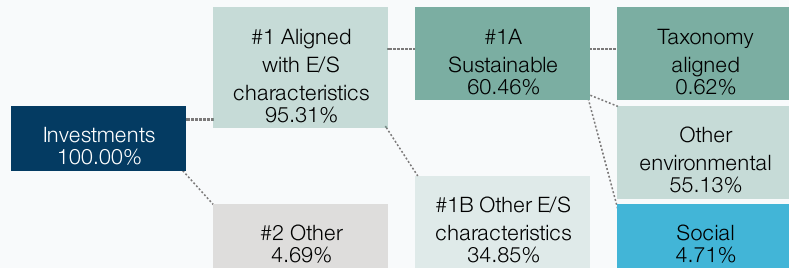 Investments
100.00%
#1 Aligned
with E/S
characteristics
95.31%
#2 Other
4.69%
#1A
Sustainable
60.46%
#1B Other E/S
characteristics
34.85%
Taxonomy
aligned
0.62%
Other
environmental
55.13%
Social
4.71%